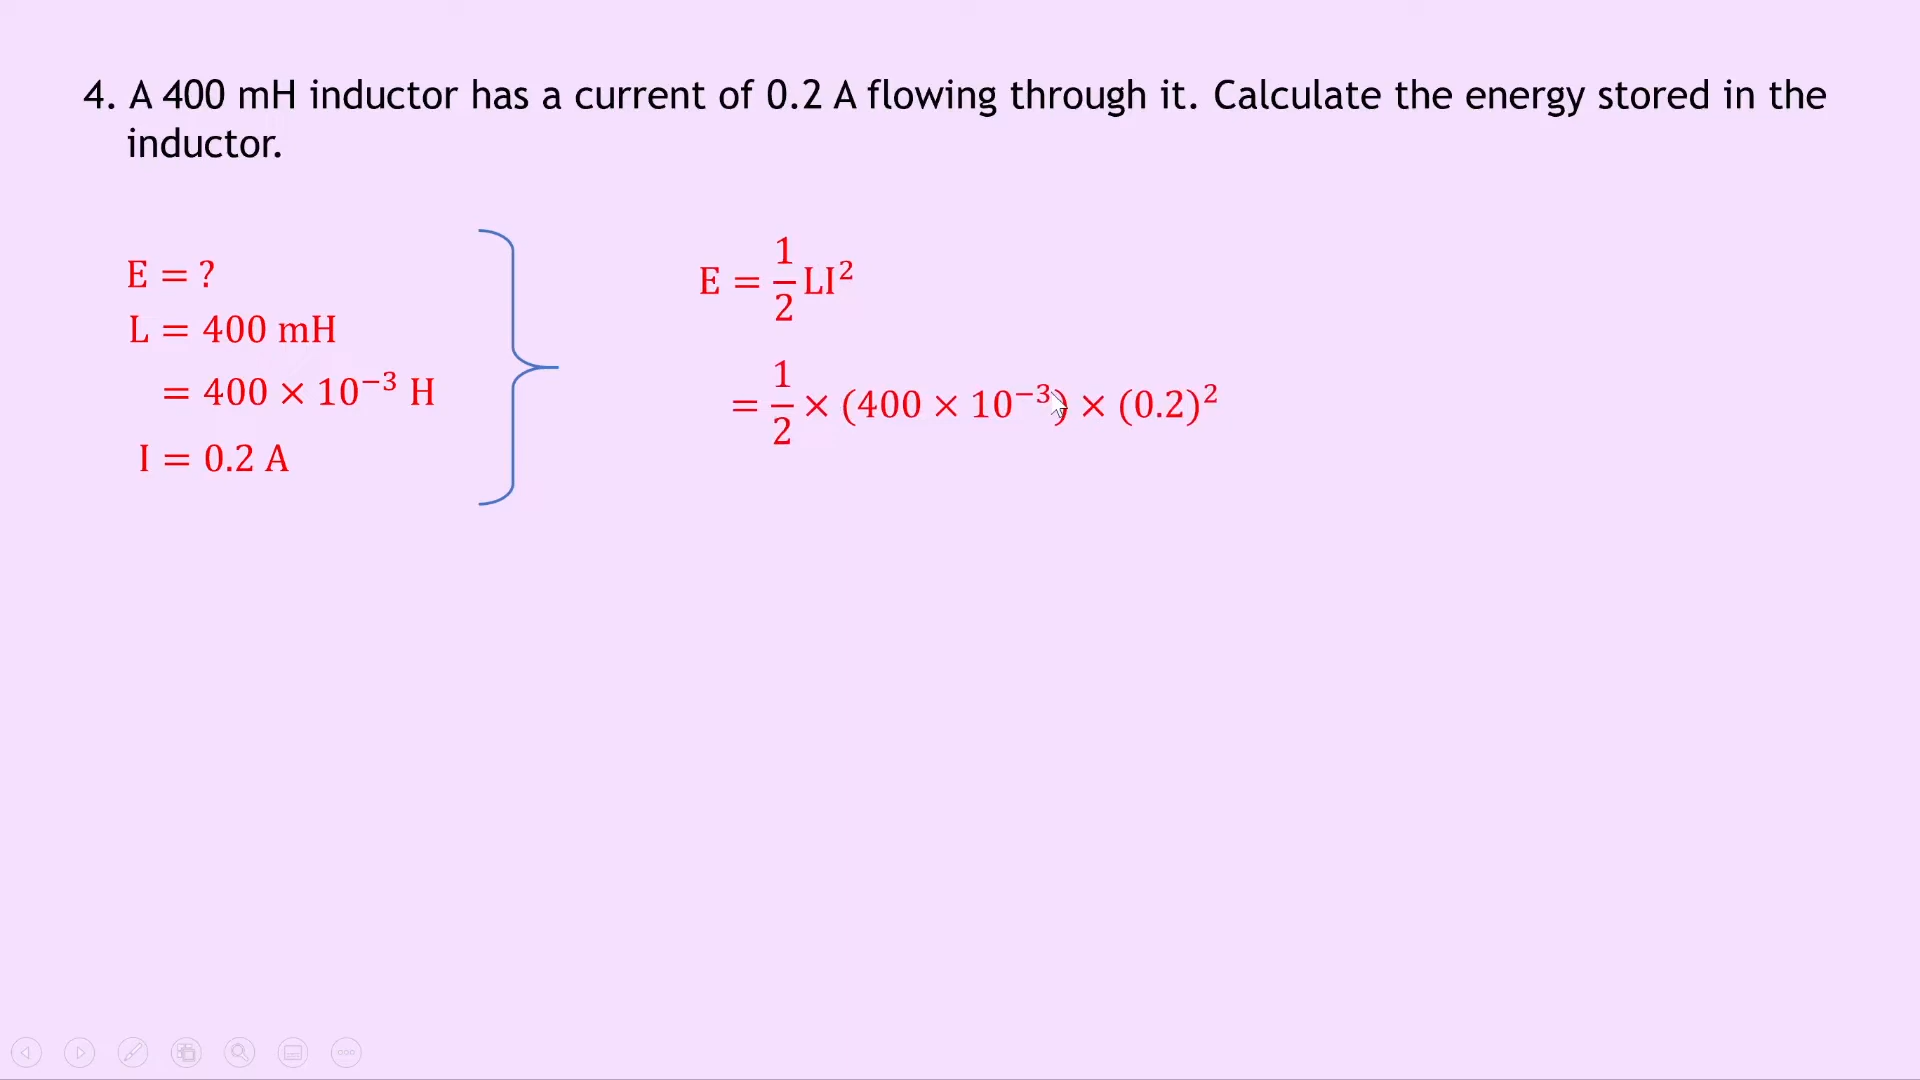 4. A 400 mH inductor has a current of 0.2 A flowing through it. Calculate the energy stored in the
inductor.
E = ?
L = 400 mH
= 400 × 10⁻³ H
I = 0.2 A
E = 1/2 LI²
= 1/2 × (400 × 10⁻³) × (0.2)²